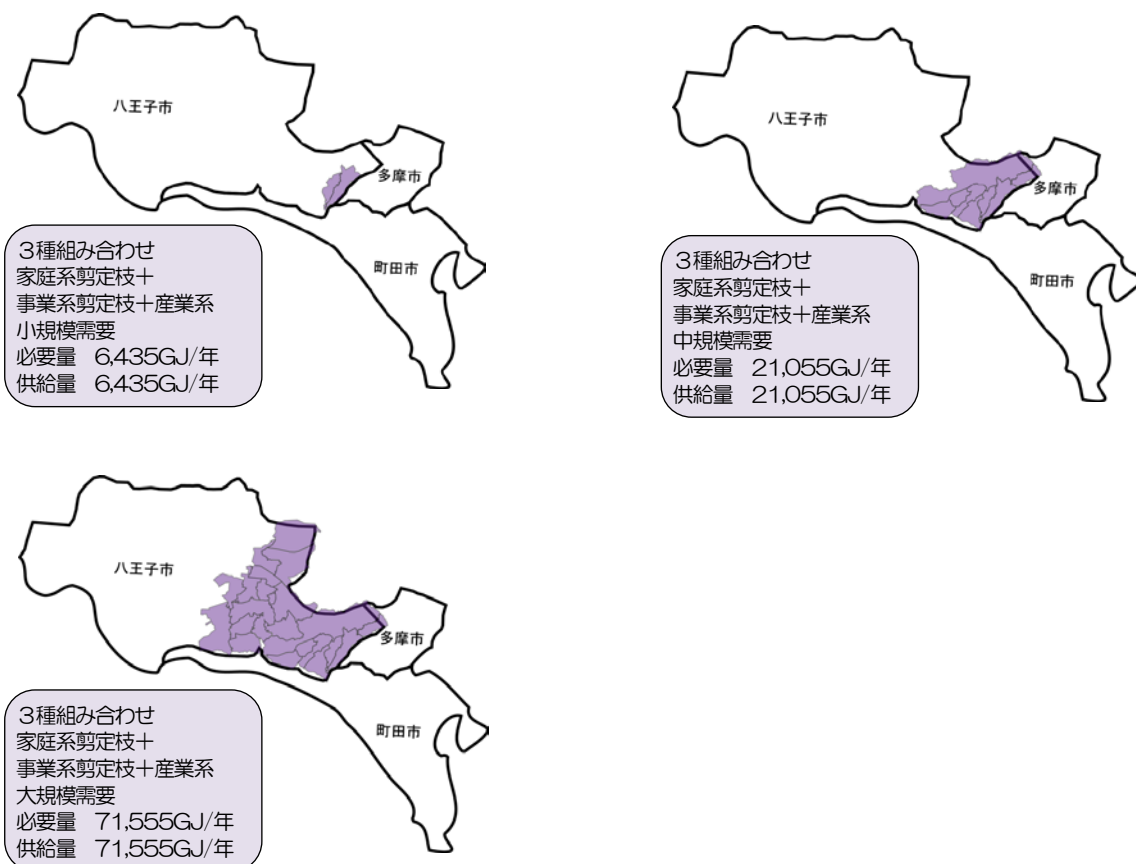 八王子市
多摩市
町田市
３種組み合わせ
家庭系剪定枝＋
事業系剪定枝＋産業系
小規模需要
必要量　6,435GJ/年
供給量　6,435GJ/年
八王子市
多摩市
町田市
３種組み合わせ
家庭系剪定枝＋
事業系剪定枝＋産業系
中規模需要
必要量　21,055GJ/年
供給量　21,055GJ/年
八王子市
多摩市
町田市
３種組み合わせ
家庭系剪定枝＋
事業系剪定枝＋産業系
大規模需要
必要量　71,555GJ/年
供給量　71,555GJ/年